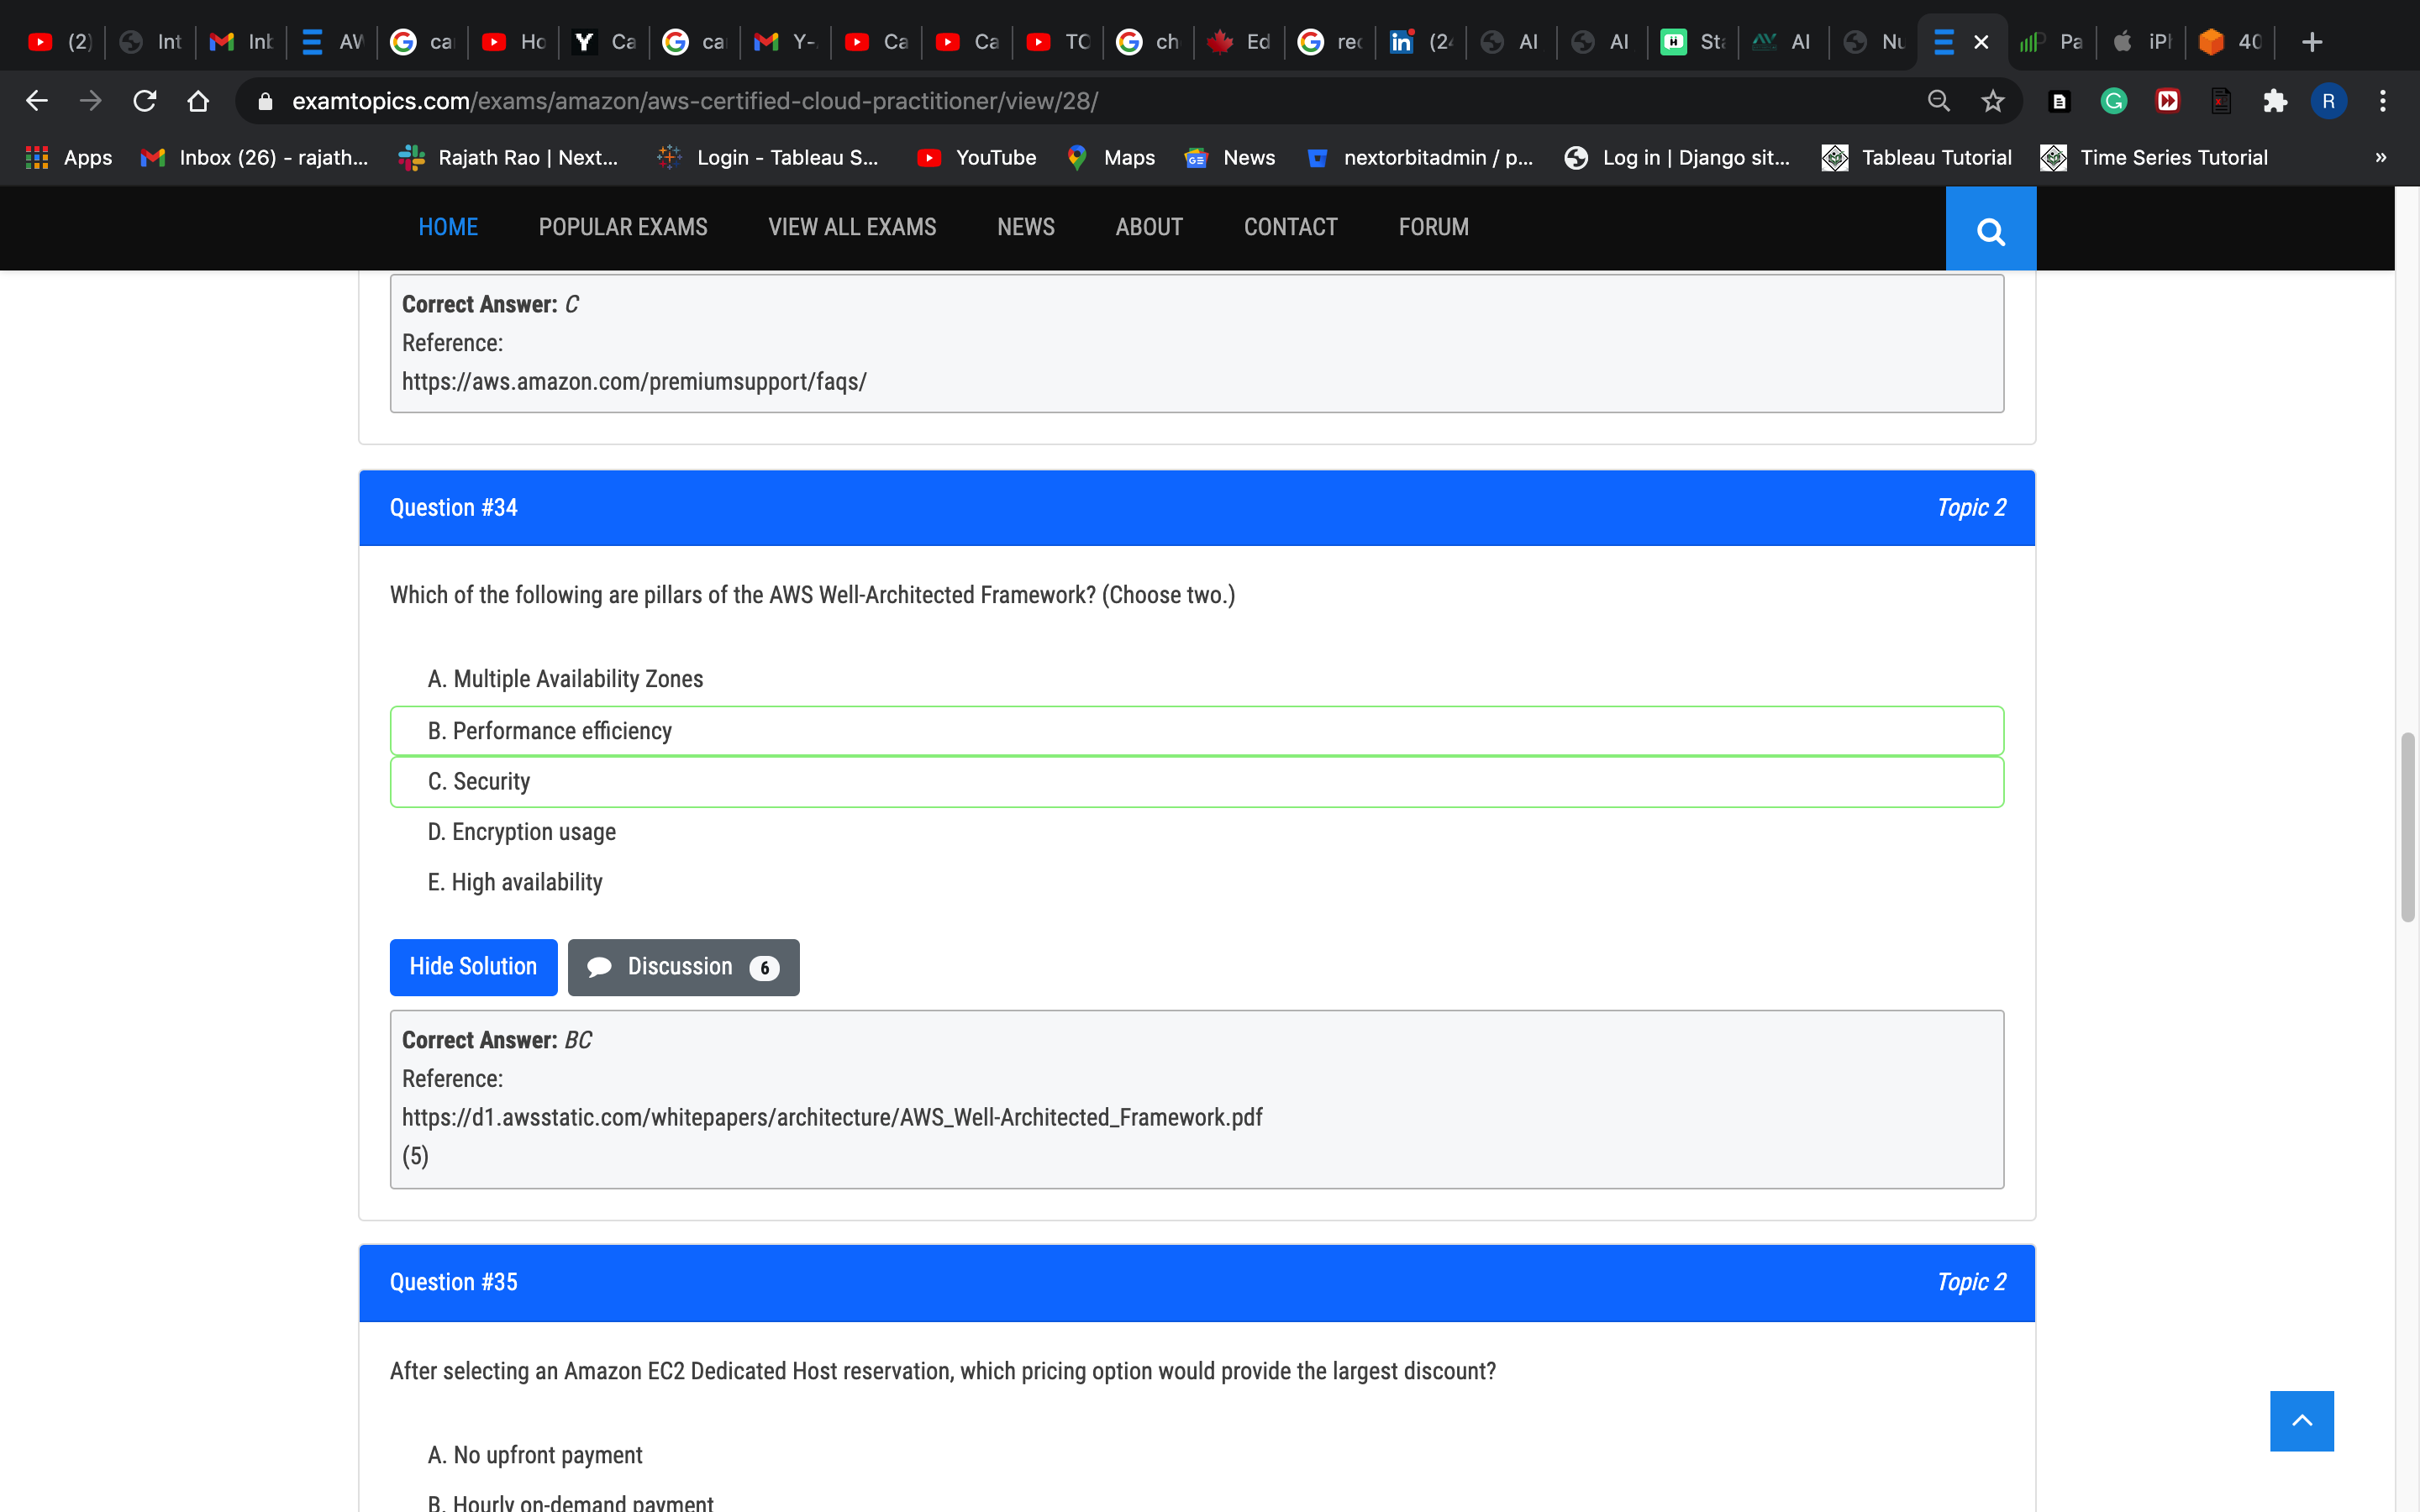 (2) Int Inb AW ca Ho Ca ca Y- Ca Ca TO ch Ed rec (24 AI AI Sta AI Nu Pa iPh 40
examtopics.com/exams/amazon/aws-certified-cloud-practitioner/view/28/
Apps Inbox (26) - rajath... Rajath Rao | Next... Login - Tableau S... YouTube Maps News nextorbitadmin / p... Log in | Django sit... Tableau Tutorial Time Series Tutorial »
HOME POPULAR EXAMS VIEW ALL EXAMS NEWS ABOUT CONTACT FORUM
Correct Answer: C
Reference:
https://aws.amazon.com/premiumsupport/faqs/
Question #34 Topic 2
Which of the following are pillars of the AWS Well-Architected Framework? (Choose two.)
A. Multiple Availability Zones
B. Performance efficiency
C. Security
D. Encryption usage
E. High availability
Hide Solution Discussion 6
Correct Answer: BC
Reference:
https://d1.awsstatic.com/whitepapers/architecture/AWS_Well-Architected_Framework.pdf
(5)
Question #35 Topic 2
After selecting an Amazon EC2 Dedicated Host reservation, which pricing option would provide the largest discount?
A. No upfront payment
B. Hourly on-demand payment